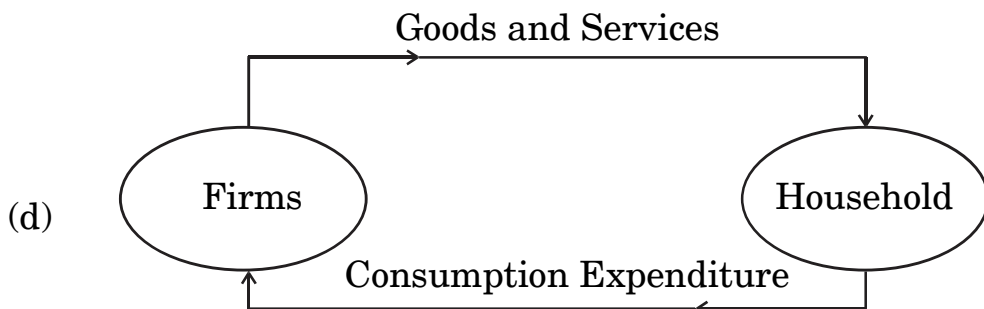 Goods and Services
(d)
Firms
Household
Consumption Expenditure